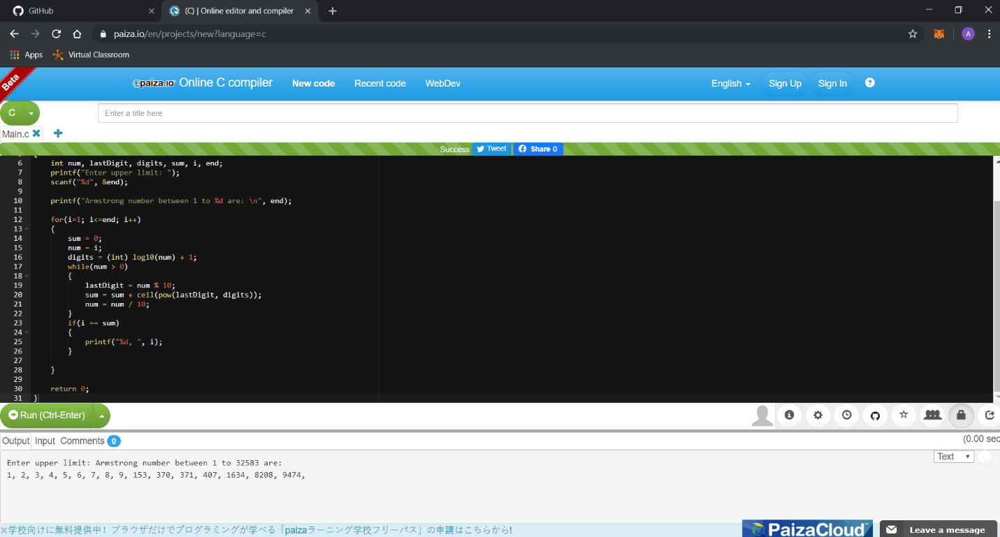 GitHub
(C) | Online editor and compiler
paiza.io/en/projects/new?language=c
A
Apps
Virtual Classroom
Beta
paiza.io Online C compiler
New code
Recent code
WebDev
English
Sign Up
Sign In
?
C
Enter a title here
Main.c
Success
Tweet
Share 0
6 int num, lastDigit, digits, sum, i, end;
7 printf("Enter upper limit: ");
8 scanf("%d", &end);
9
10 printf("Armstrong number between 1 to %d are: \n", end);
11
12 for(i=1; i<=end; i++)
13 {
14 sum = 0;
15 num = i;
16 digits = (int) log10(num) + 1;
17 while(num > 0)
18 {
19 lastDigit = num % 10;
20 sum = sum + ceil(pow(lastDigit, digits));
21 num = num / 10;
22 }
23 if(i == sum)
24 {
25 printf("%d, ", i);
26 }
27
28 }
29
30 return 0;
31 }
Run (Ctrl-Enter)
Output
Input
Comments 0
(0.00 sec
Enter upper limit: Armstrong number between 1 to 32583 are:
1, 2, 3, 4, 5, 6, 7, 8, 9, 153, 370, 371, 407, 1634, 8208, 9474,
Text
学校向けに無料提供中！ブラウザだけでプログラミングが学べる「paizaラーニング学校フリーパス」の申請はこちらから!
PaizaCloud
Leave a message